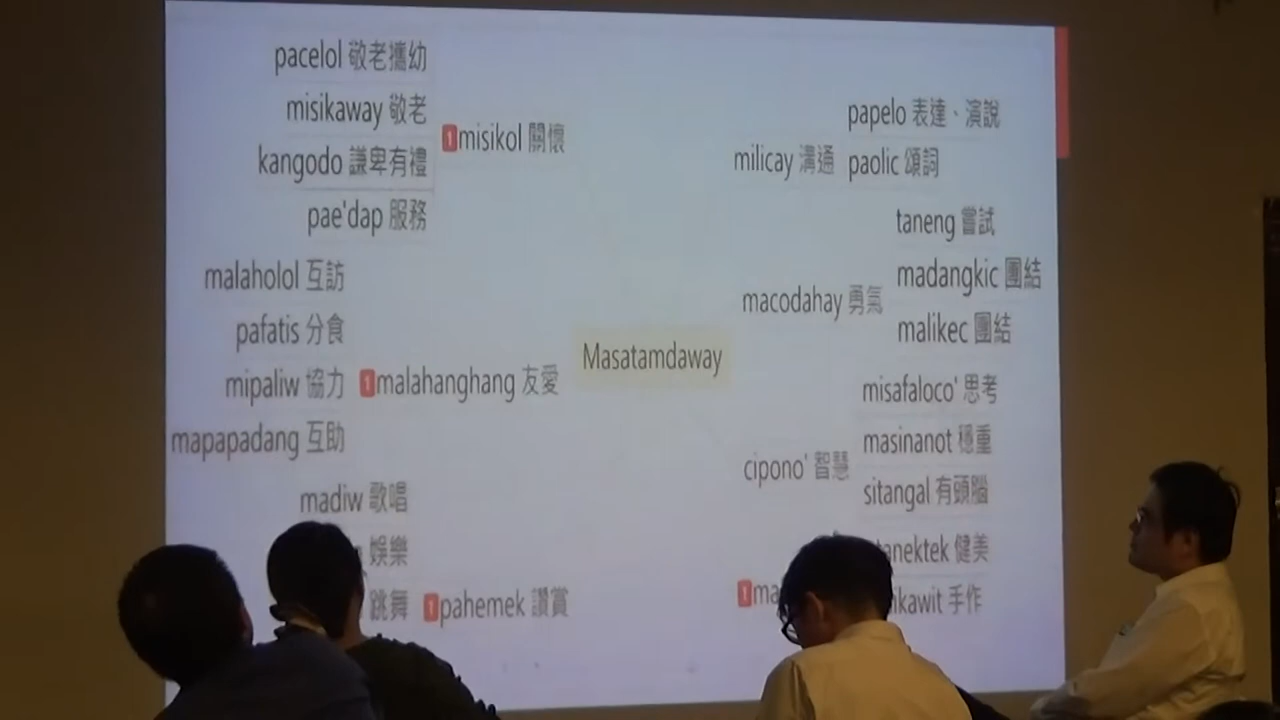 pacelol 敬老攜幼
misikaway 敬老
1 misikol 關懷
kangodo 謙卑有禮
pae'dap 服務
malaholol 互訪
pafatis 分食
mipaliw 協力
1 malahanghang 友愛
mapapadang 互助
madiw 歌唱
娛樂
跳舞
1 pahemek 讚賞
Masatamdaway
papelo 表達、演說
milicay 溝通
paolic 頌詞
taneng 嘗試
madangkic 團結
macodahay 勇氣
malikec 團結
misafaloco' 思考
masinanot 穩重
cipono' 智慧
sitangal 有頭腦
健美
1
手作